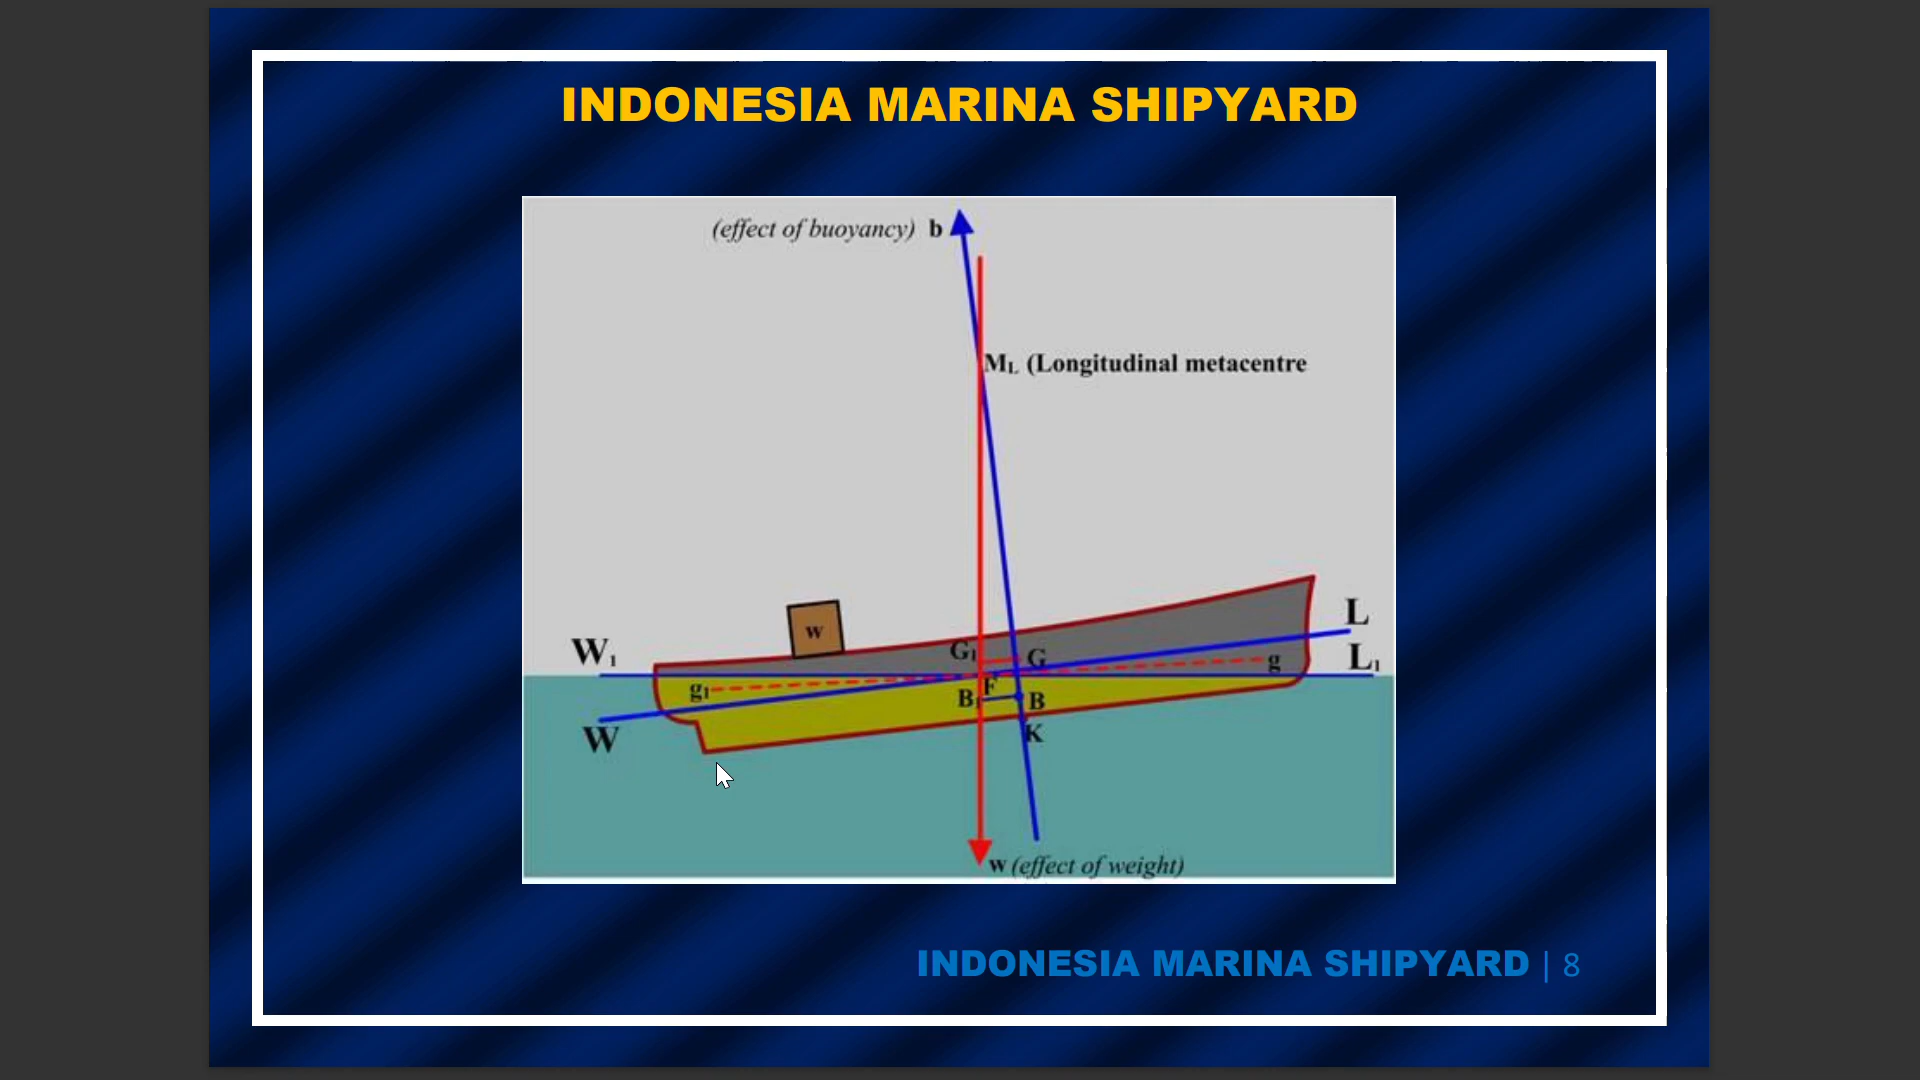 INDONESIA MARINA SHIPYARD
(effect of buoyancy) b
ML (Longitudinal metacentre
w
L
W1
G1 G
L1
g
g1
F
B1 B
W
K
w (effect of weight)
INDONESIA MARINA SHIPYARD | 8